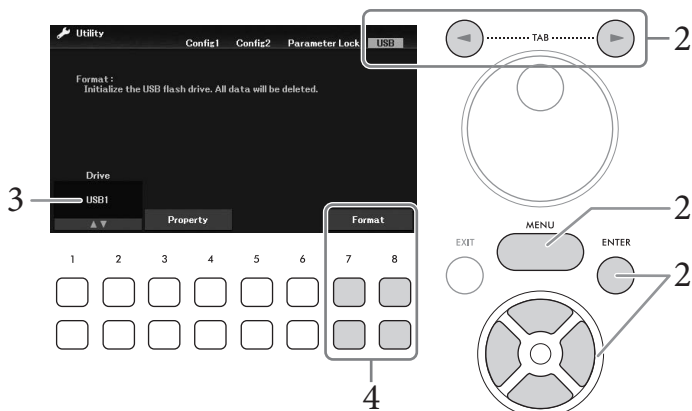 Utility
Config1 Config2 Parameter Lock USB
Format :
Initialize the USB flash drive. All data will be deleted.
Drive
USB1
▲▼
Property
Format
1 2 3 4 5 6 7 8
3
4
TAB
2
MENU
2
EXIT
ENTER
2